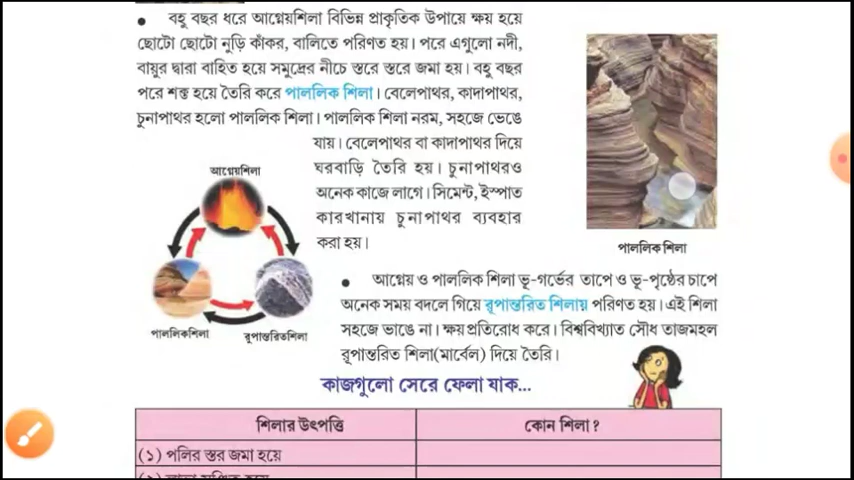 ● বহু বছর ধরে আগ্নেয়শিলা বিভিন্ন প্রাকৃতিক উপায়ে ক্ষয় হয়ে
ছোটো ছোটো নুড়ি কাঁকর, বালিতে পরিণত হয়। পরে এগুলো নদী,
বায়ুর দ্বারা বাহিত হয়ে সমুদ্রের নীচে স্তরে স্তরে জমা হয়। বহু বছর
পরে শক্ত হয়ে তৈরি করে পাললিক শিলা। বেলেপাথর, কাদাপাথর,
চুনাপাথর হলো পাললিক শিলা। পাললিক শিলা নরম, সহজে ভেঙে
যায়। বেলেপাথর বা কাদাপাথর দিয়ে
ঘরবাড়ি তৈরি হয়। চুনাপাথরও
অনেক কাজে লাগে। সিমেন্ট, ইস্পাত
কারখানায় চুনাপাথর ব্যবহার
করা হয়।
আগ্নেয়শিলা
পাললিকশিলা
রূপান্তরিতশিলা
পাললিক শিলা
● আগ্নেয় ও পাললিক শিলা ভূ-গর্ভের তাপে ও ভূ-পৃষ্ঠের চাপে
অনেক সময় বদলে গিয়ে রূপান্তরিত শিলায় পরিণত হয়। এই শিলা
সহজে ভাঙে না। ক্ষয় প্রতিরোধ করে। বিশ্ববিখ্যাত সৌধ তাজমহল
রূপান্তরিত শিলা(মার্বেল) দিয়ে তৈরি।
কাজগুলো সেরে ফেলা যাক...
শিলার উৎপত্তি
কোন শিলা ?
(১) পলির স্তর জমা হয়ে